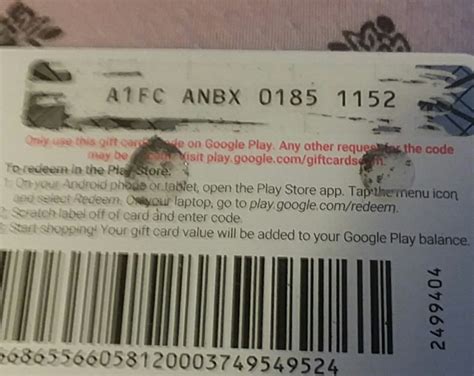 A1FC ANBX 0185 1152
Only use this gift on Google Play. Any other request the code
may be visit play.google.com/giftcards
To redeem in the Play Store:
1: On your Android phone or tablet, open the Play Store app. Tap the menu icon
and select Redeem. On your laptop, go to play.google.com/redeem.
2: Scratch label off of card and enter code.
3: Start shopping! Your gift card value will be added to your Google Play balance.
2499404
6686556605812000374954 9524